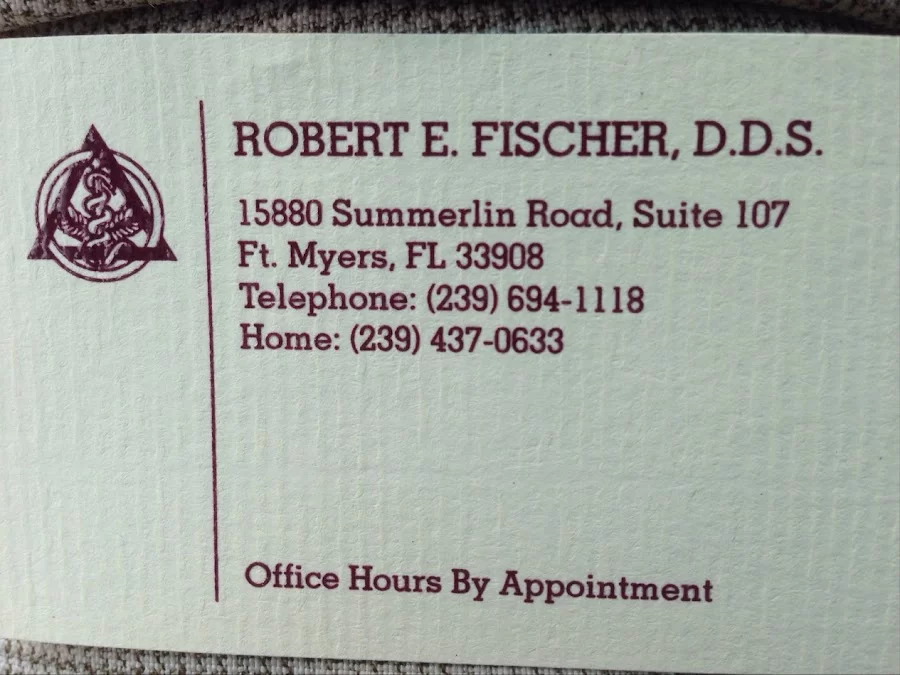 ROBERT E. FISCHER, D.D.S.
15880 Summerlin Road, Suite 107
Ft. Myers, FL 33908
Telephone: (239) 694-1118
Home: (239) 437-0633
Office Hours By Appointment